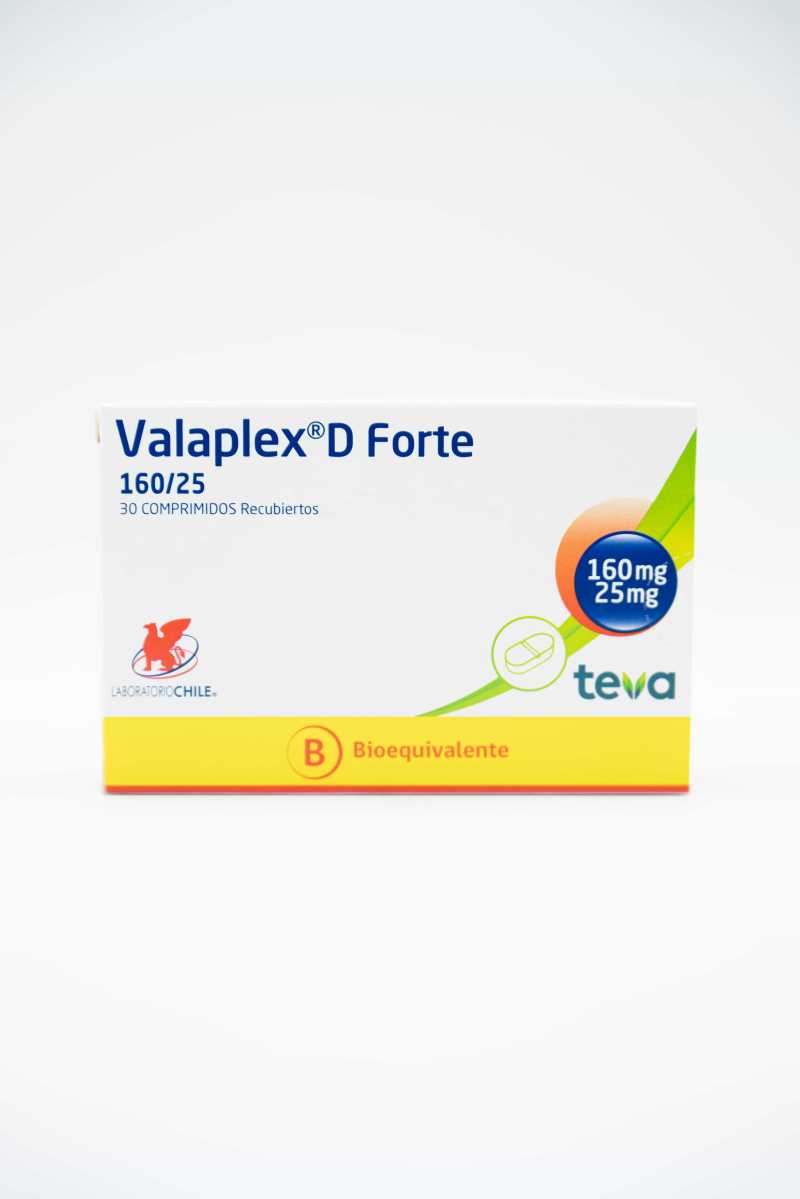 Valaplex®D Forte
160/25
30 COMPRIMIDOS Recubiertos
160mg
25mg
LABORATORIOCHILE®
teva
B Bioequivalente